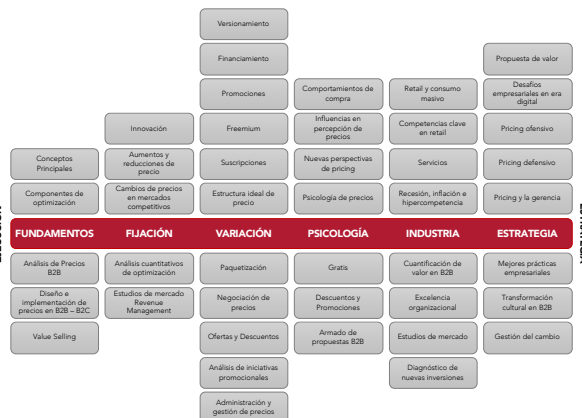 Versionamiento
Financiamiento
Propuesta de valor
Promociones
Comportamientos de
compra
Retail y consumo
masivo
Desafíos
empresariales en era
digital
Innovación
Freemium
Influencias en
percepción de
precios
Competencias clave
en retail
Pricing ofensivo
Conceptos
Principales
Aumentos y
reducciones de
precio
Suscripciones
Nuevas perspectivas
de pricing
Servicios
Pricing defensivo
Componentes de
optimización
Cambios de precios
en mercados
competitivos
Estructura ideal de
precio
Psicología de precios
Recesión, inflación e
hipercompetencia
Pricing y la gerencia
FUNDAMENTOS
FIJACIÓN
VARIACIÓN
PSICOLOGÍA
INDUSTRIA
ESTRATEGIA
Análisis de Precios
B2B
Análisis cuantitativos
de optimización
Paquetización
Gratis
Cuantificación de
valor en B2B
Mejores prácticas
empresariales
Diseño e
implementación de
precios en B2B – B2C
Estudios de mercado
Revenue
Management
Negociación de
precios
Descuentos y
Promociones
Excelencia
organizacional
Transformación
cultural en B2B
Value Selling
Ofertas y Descuentos
Armado de
propuestas B2B
Estudios de mercado
Gestión del cambio
Análisis de iniciativas
promocionales
Diagnóstico de
nuevas inversiones
Administración y
gestión de precios